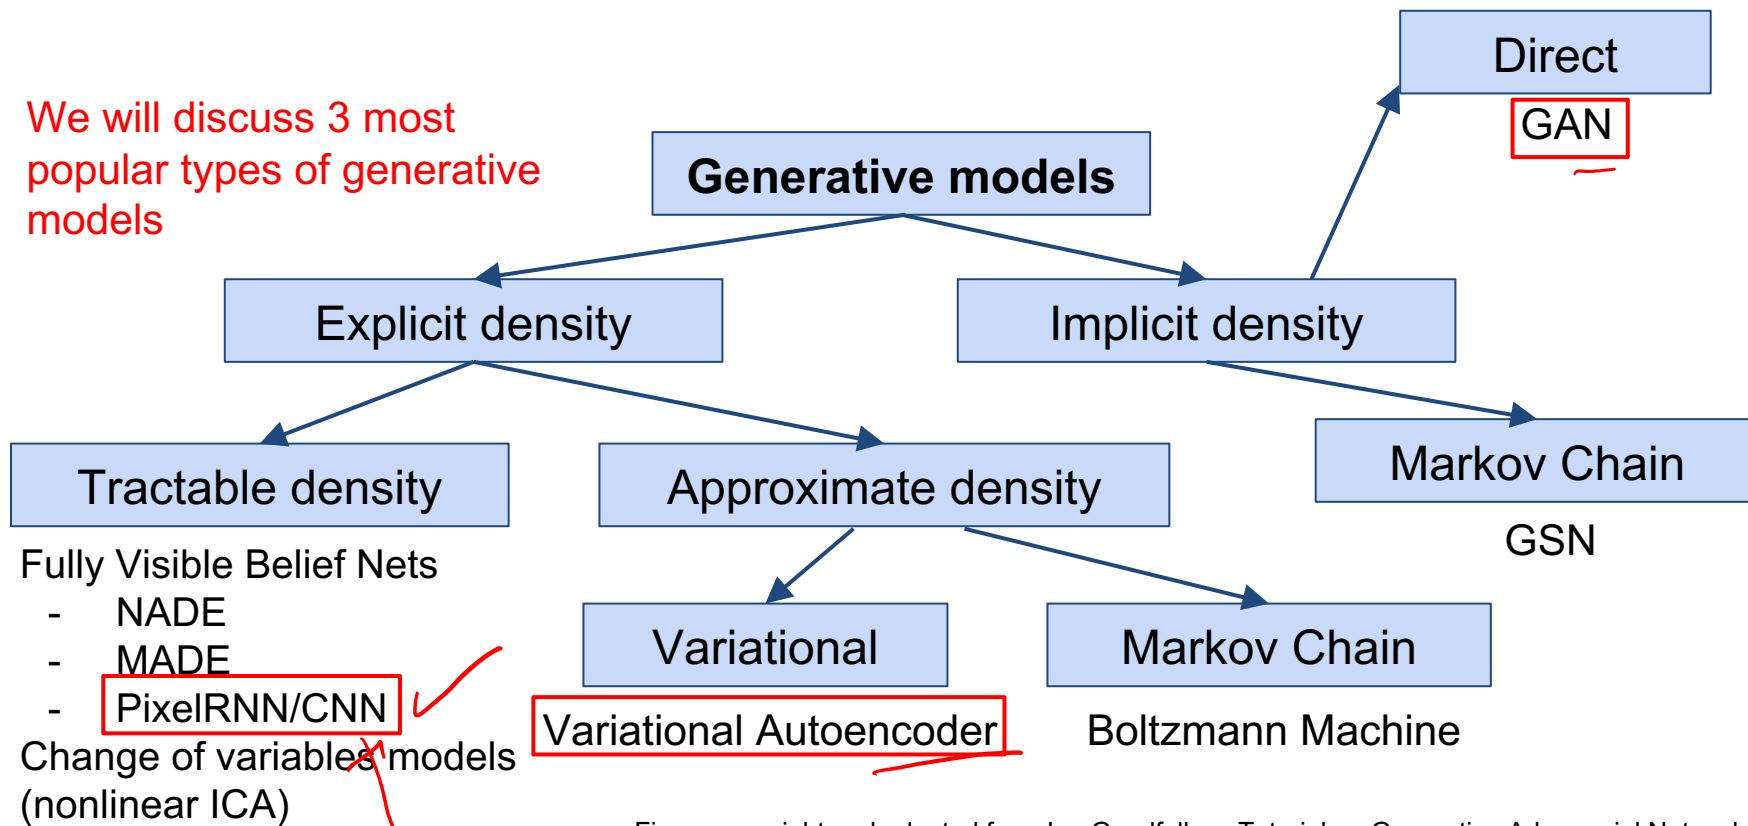 We will discuss 3 most
popular types of generative
models
Direct
GAN
Generative models
Explicit density
Implicit density
Tractable density
Approximate density
Markov Chain
GSN
Fully Visible Belief Nets
- NADE
- MADE
- PixelRNN/CNN
Change of variables models
(nonlinear ICA)
Variational
Markov Chain
Variational Autoencoder
Boltzmann Machine